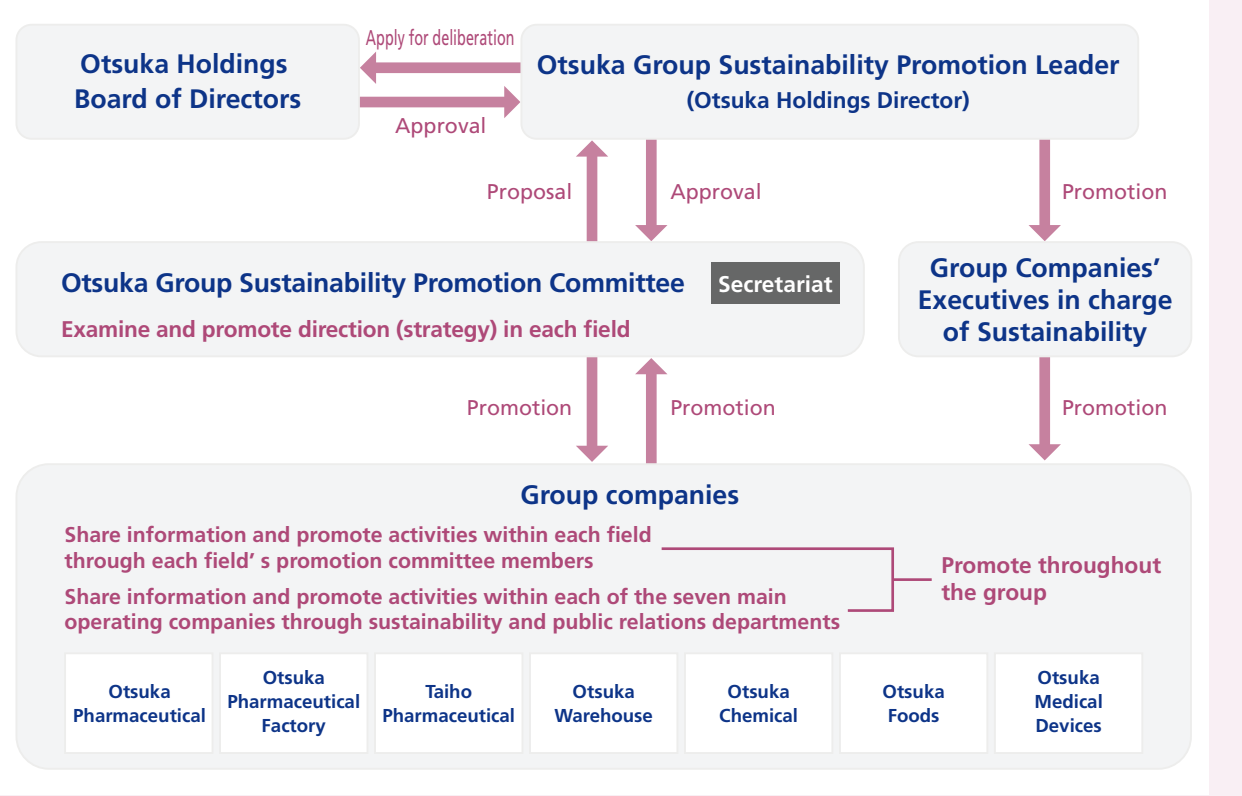 Otsuka Holdings
Board of Directors
Apply for deliberation
Approval
Otsuka Group Sustainability Promotion Leader
(Otsuka Holdings Director)
Proposal
Approval
Promotion
Otsuka Group Sustainability Promotion Committee
Secretariat
Examine and promote direction (strategy) in each field
Group Companies’
Executives in charge
of Sustainability
Promotion
Promotion
Promotion
Group companies
Share information and promote activities within each field
through each field’ s promotion committee members
Share information and promote activities within each of the seven main
operating companies through sustainability and public relations departments
Promote throughout
the group
Otsuka
Pharmaceutical
Otsuka
Pharmaceutical
Factory
Taiho
Pharmaceutical
Otsuka
Warehouse
Otsuka
Chemical
Otsuka
Foods
Otsuka
Medical
Devices